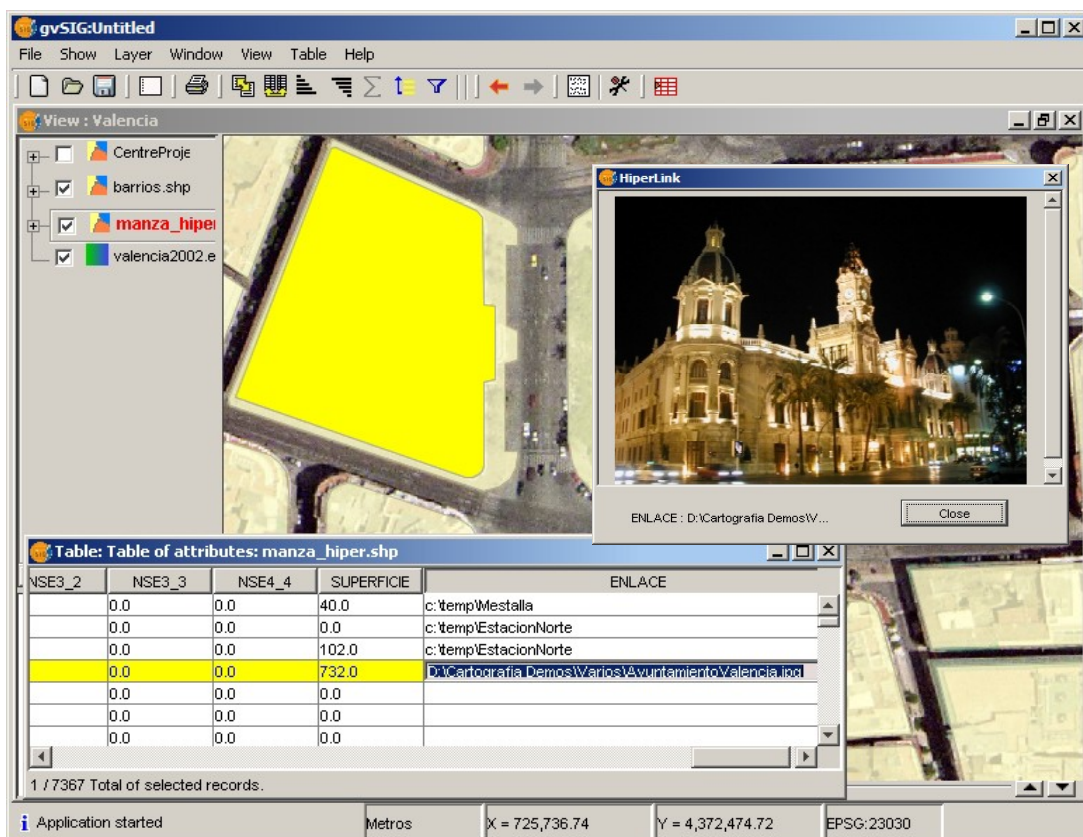 gvSIG:Untitled
File Show Layer Window View Table Help
View : Valencia
CentreProje
barrios.shp
manza_hiper
valencia2002.e
HiperLink
ENLACE : D:\Cartografia Demos\V...
Close
Table: Table of attributes: manza_hiper.shp
NSE3_2 NSE3_3 NSE4_4 SUPERFICIE ENLACE
0.0 0.0 40.0 c:\temp\Mestalla
0.0 0.0 0.0 c:\temp\EstacionNorte
0.0 0.0 102.0 c:\temp\EstacionNorte
0.0 0.0 732.0 D:\Cartografia Demos\Varios\AyuntamientoValencia.jpg
0.0 0.0 0.0
0.0 0.0 0.0
0.0 0.0 0.0
1 / 7367 Total of selected records.
Application started Metros X = 725,736.74 Y = 4,372,474.72 EPSG:23030